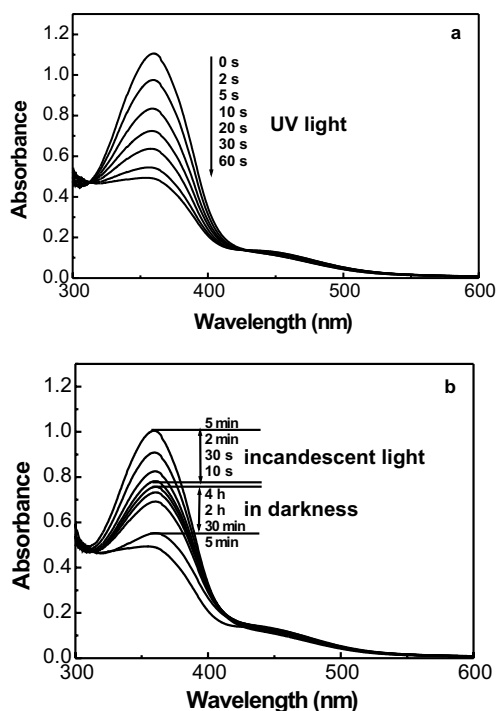 a
1.2
1.0
0.8
0.6
0.4
0.2
0.0
Absorbance
0 s
2 s
5 s
10 s
20 s
30 s
60 s
UV light
300 400 500 600
Wavelength (nm)
b
1.2
1.0
0.8
0.6
0.4
0.2
0.0
Absorbance
5 min
2 min
30 s
10 s
incandescent light
4 h
2 h
30 min
5 min
in darkness
300 400 500 600
Wavelength (nm)